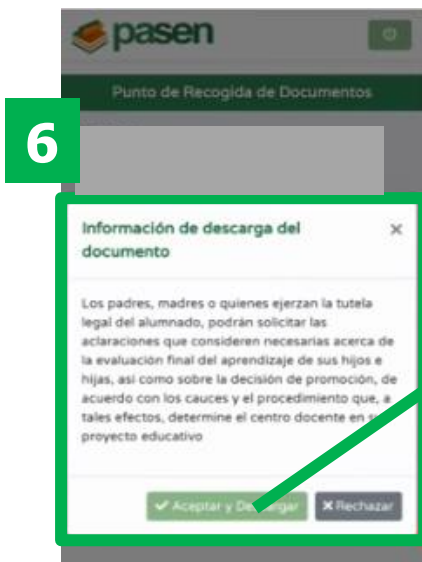 pasen
Punto de Recogida de Documentos
6
Información de descarga del
documento
×
Los padres, madres o quienes ejerzan la tutela
legal del alumnado, podrán solicitar las
aclaraciones que consideren necesarias acerca de
la evaluación final del aprendizaje de sus hijos e
hijas, así como sobre la decisión de promoción, de
acuerdo con los cauces y el procedimiento que, a
tales efectos, determine el centro docente en su
proyecto educativo
✔ Aceptar y Descargar
× Rechazar